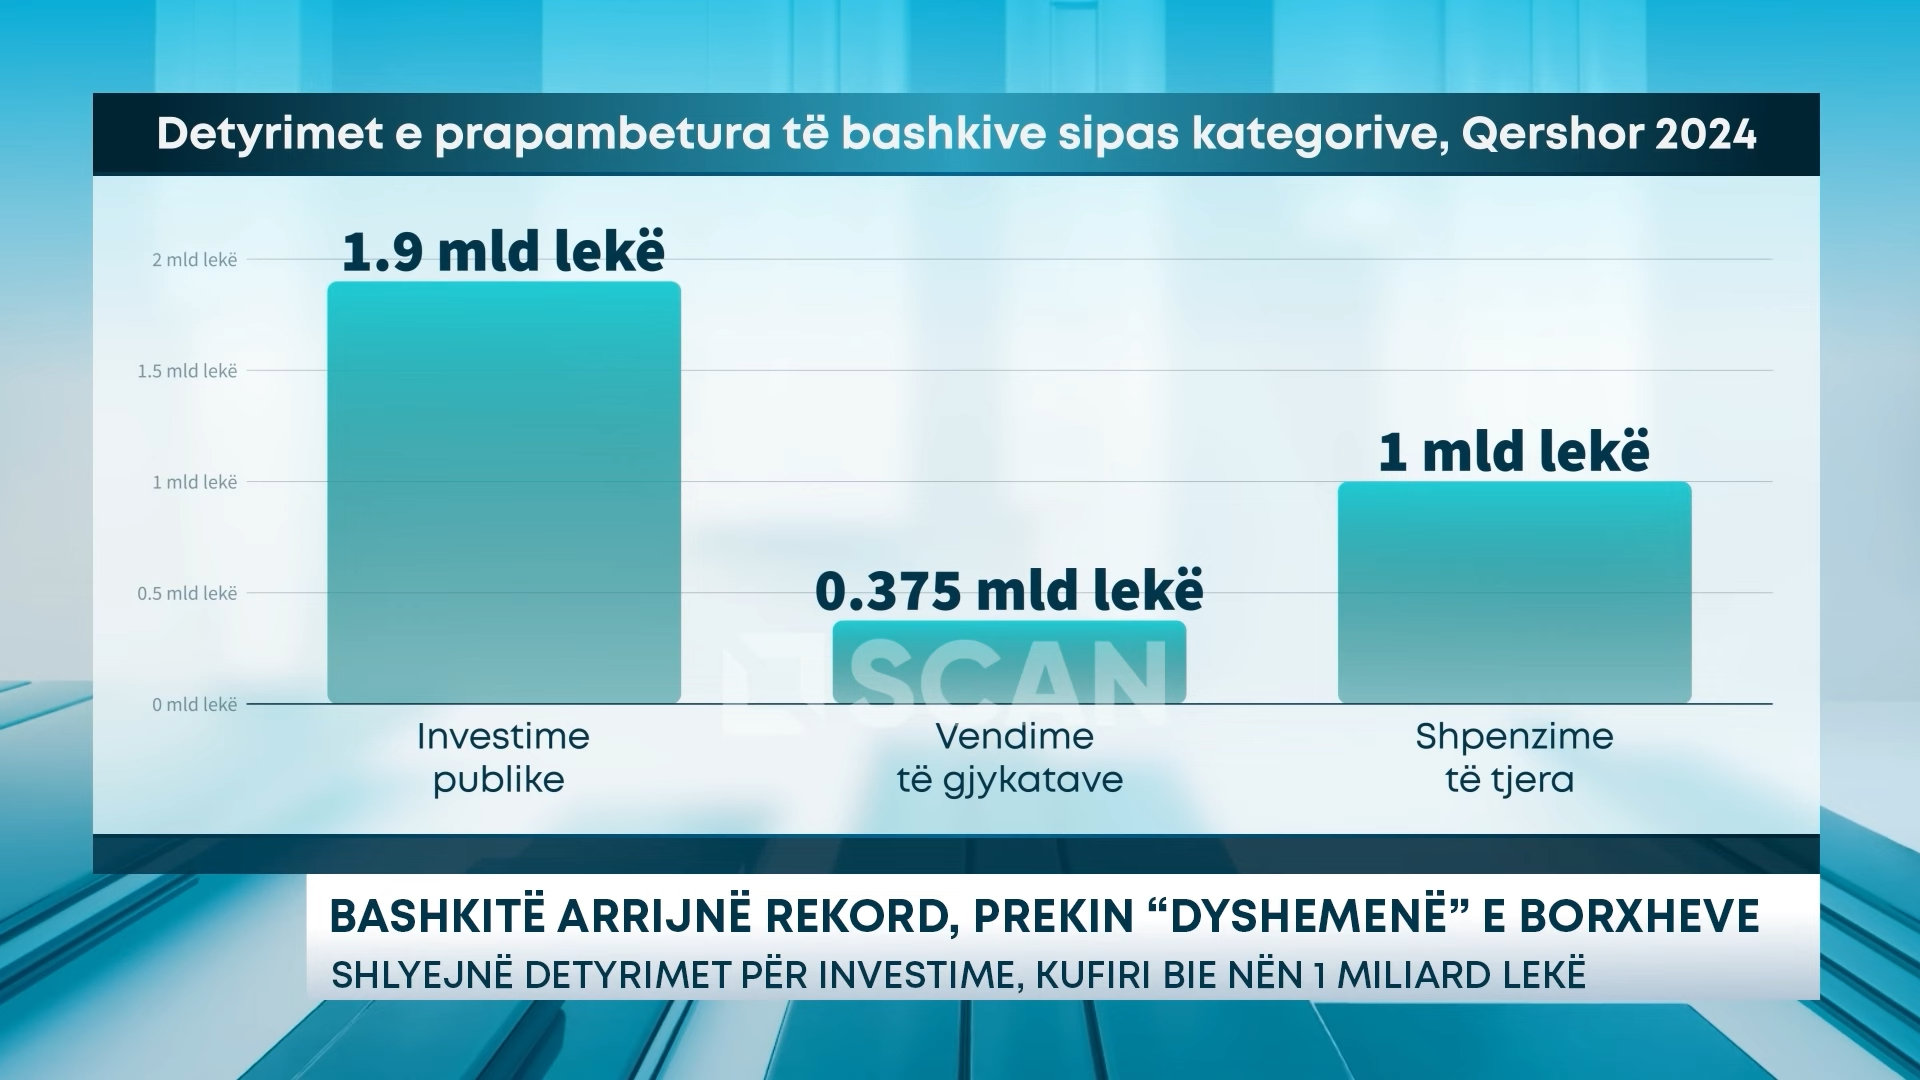 Detyrimet e prapambetura të bashkive sipas kategorive, Qershor 2024
2 mld lekë
1.5 mld lekë
1 mld lekë
0.5 mld lekë
0 mld lekë
1.9 mld lekë
0.375 mld lekë
1 mld lekë
SCAN
Investime
publike
Vendime
të gjykatave
Shpenzime
të tjera
BASHKITË ARRIJNË REKORD, PREKIN “DYSHEMENË” E BORXHEVE
SHLYEJNË DETYRIMET PËR INVESTIME, KUFIRI BIE NËN 1 MILIARD LEKË